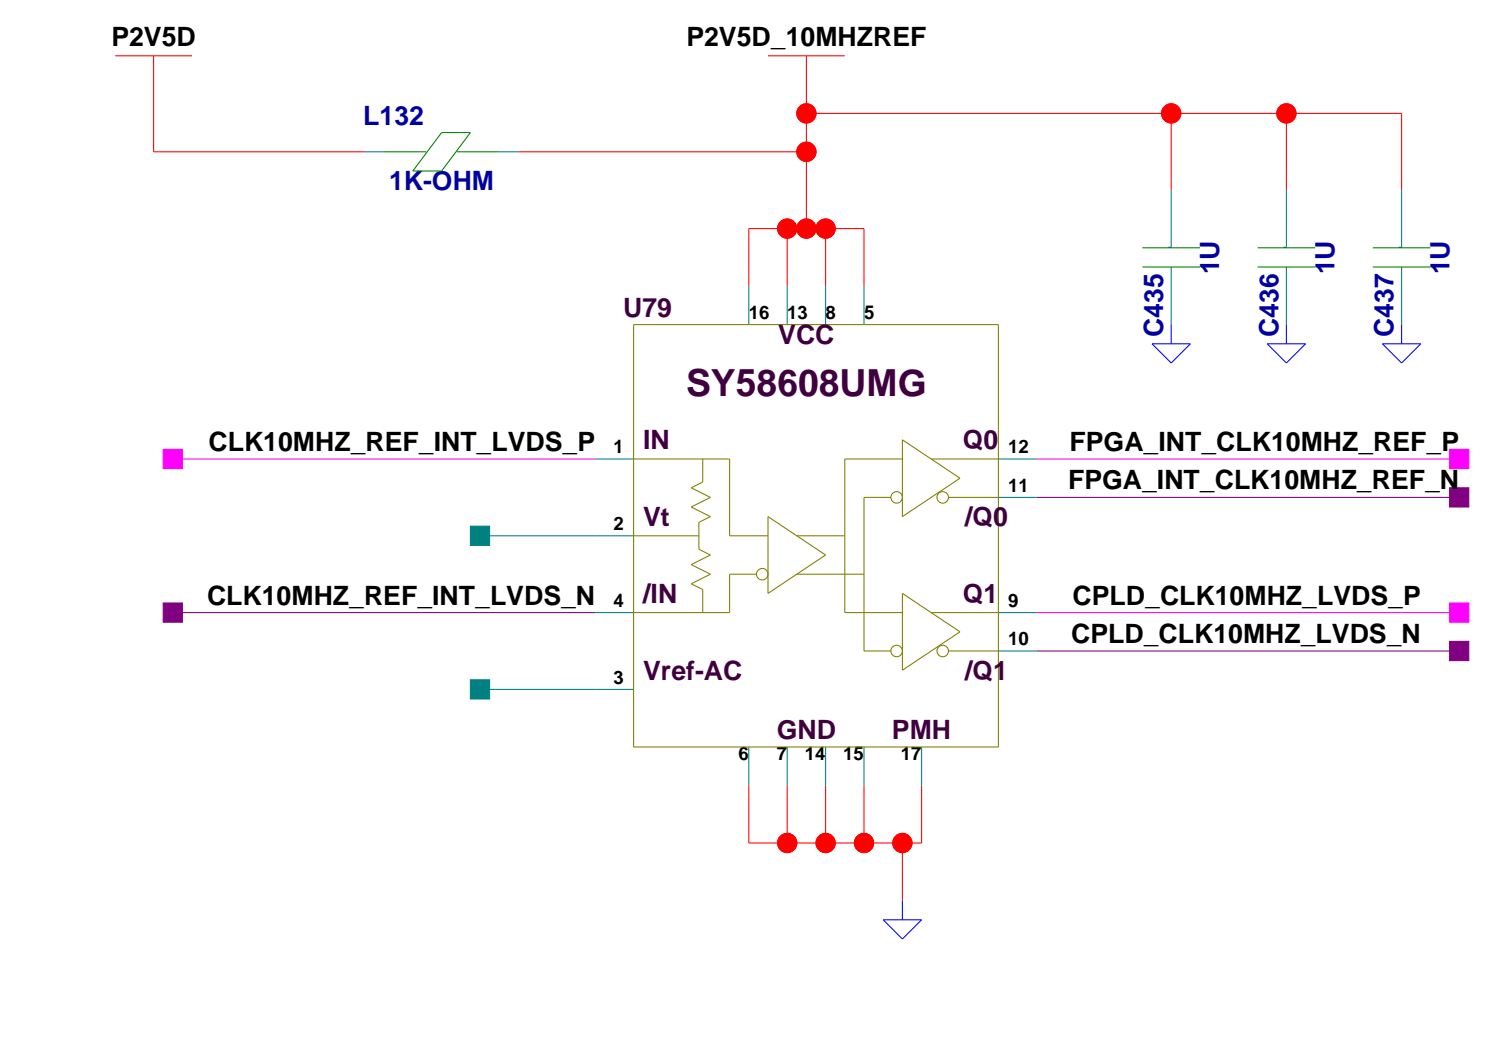 P2V5D
P2V5D_10MHZREF
L132
1K-OHM
1U
1U
1U
C435
C436
C437
U79
16
13
8
5
VCC
SY58608UMG
CLK10MHZ_REF_INT_LVDS_P
1
IN
Q0
12
FPGA_INT_CLK10MHZ_REF_P
11
FPGA_INT_CLK10MHZ_REF_N
2
Vt
/Q0
CLK10MHZ_REF_INT_LVDS_N
4
/IN
Q1
9
CPLD_CLK10MHZ_LVDS_P
10
CPLD_CLK10MHZ_LVDS_N
3
Vref-AC
/Q1
GND
PMH
6
7
14
15
17